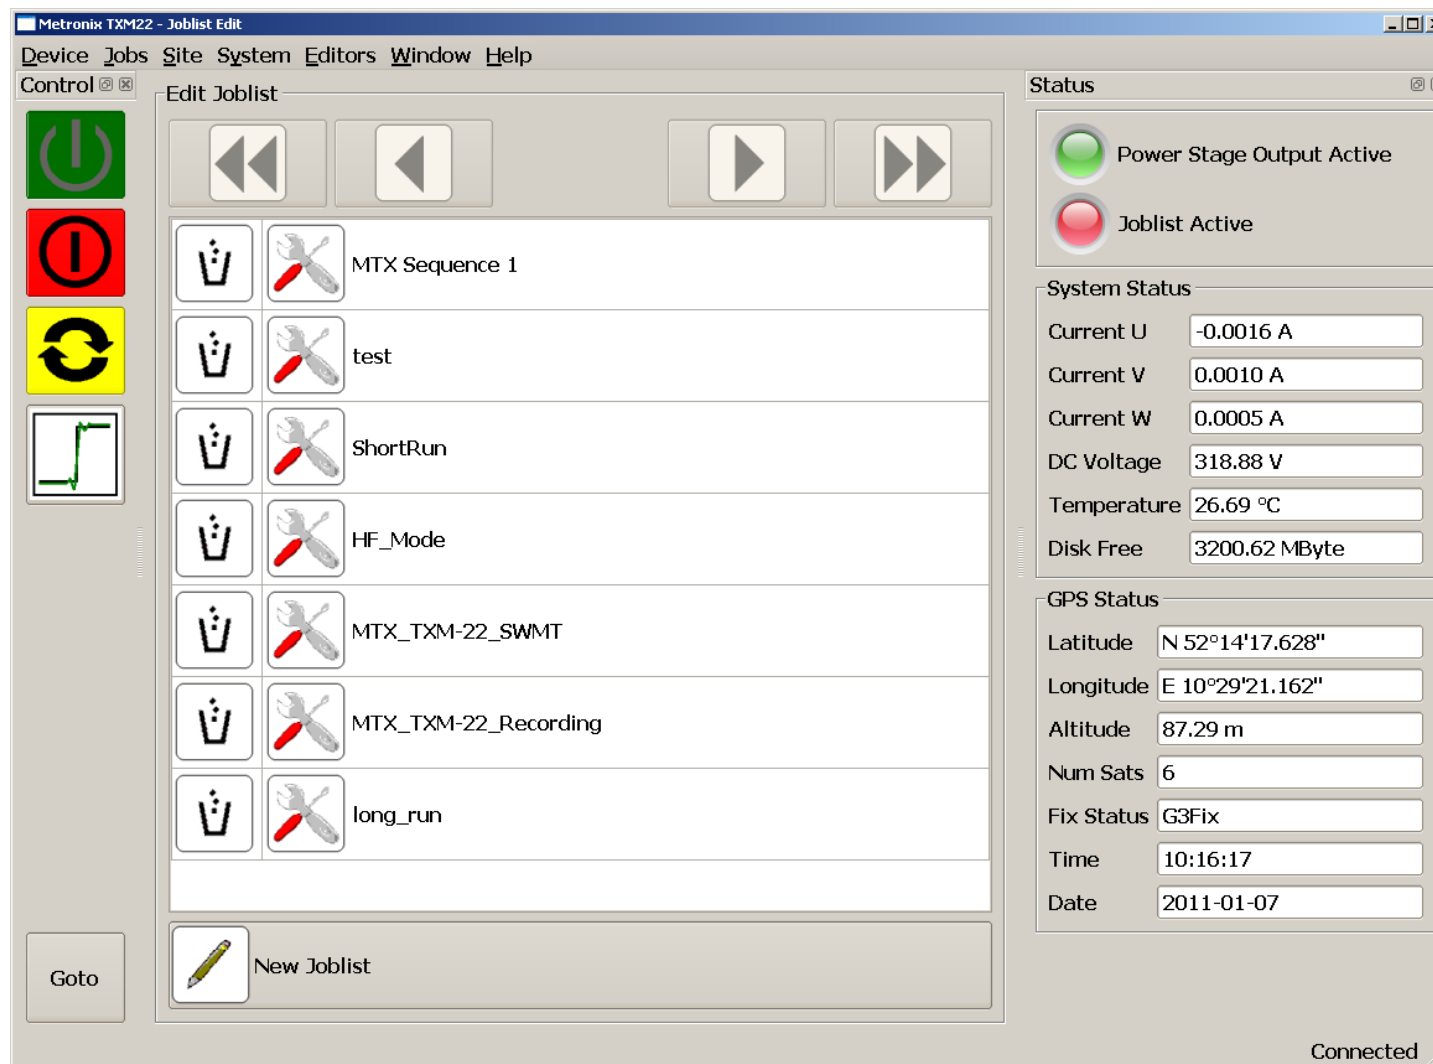 Metronix TXM22 - Joblist Edit
Device Jobs Site System Editors Window Help
Control
Edit Joblist
MTX Sequence 1
test
ShortRun
HF_Mode
MTX_TXM-22_SWMT
MTX_TXM-22_Recording
long_run
New Joblist
Goto
Status
Power Stage Output Active
Joblist Active
System Status
Current U -0.0016 A
Current V 0.0010 A
Current W 0.0005 A
DC Voltage 318.88 V
Temperature 26.69 °C
Disk Free 3200.62 MByte
GPS Status
Latitude N 52°14'17.628"
Longitude E 10°29'21.162"
Altitude 87.29 m
Num Sats 6
Fix Status G3Fix
Time 10:16:17
Date 2011-01-07
Connected